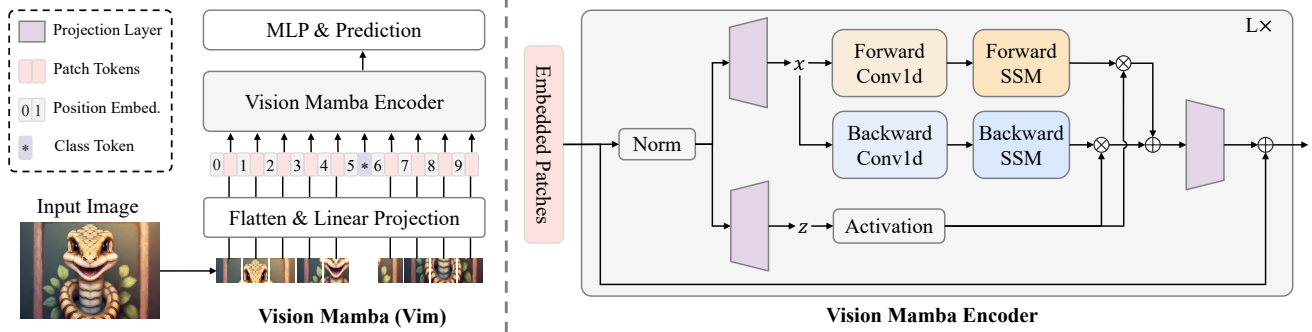 Projection Layer
Patch Tokens
0 1 Position Embed.
* Class Token
Input Image
MLP & Prediction
Vision Mamba Encoder
0 1 2 3 4 5 * 6 7 8 9
Flatten & Linear Projection
Vision Mamba (Vim)
Embedded Patches
L×
Norm
x
Forward
Conv1d
Forward
SSM
Backward
Conv1d
Backward
SSM
z
Activation
Vision Mamba Encoder